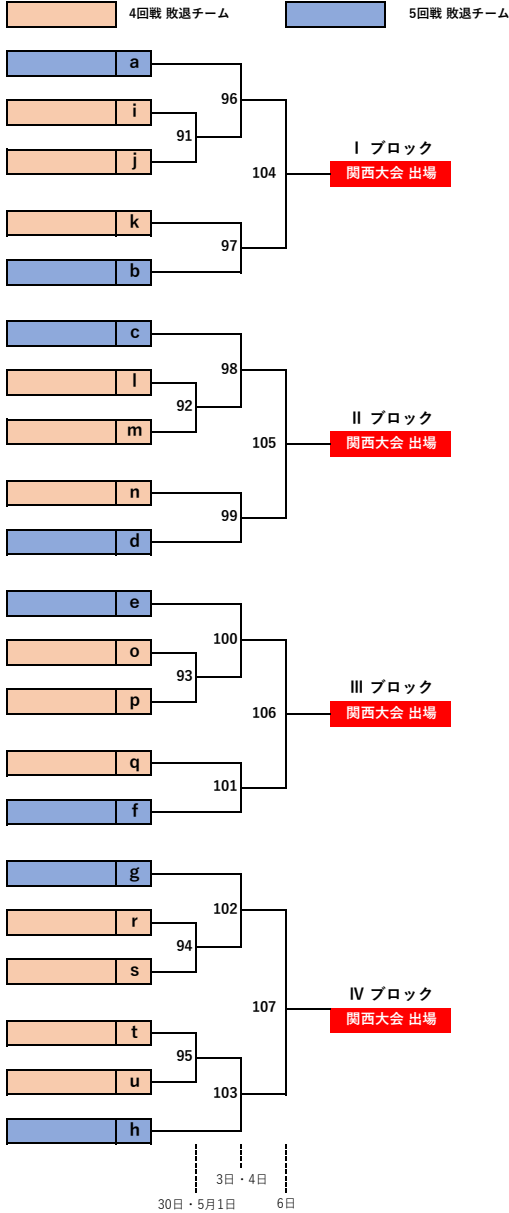 4回戦 敗退チーム
5回戦 敗退チーム
a
96
i
91
j
104
I ブロック
関西大会 出場
k
97
b
c
98
l
92
m
105
II ブロック
関西大会 出場
n
99
d
e
100
o
93
p
106
III ブロック
関西大会 出場
q
101
f
g
102
r
94
s
107
IV ブロック
関西大会 出場
t
95
u
103
h
3日・4日
30日・5月1日
6日